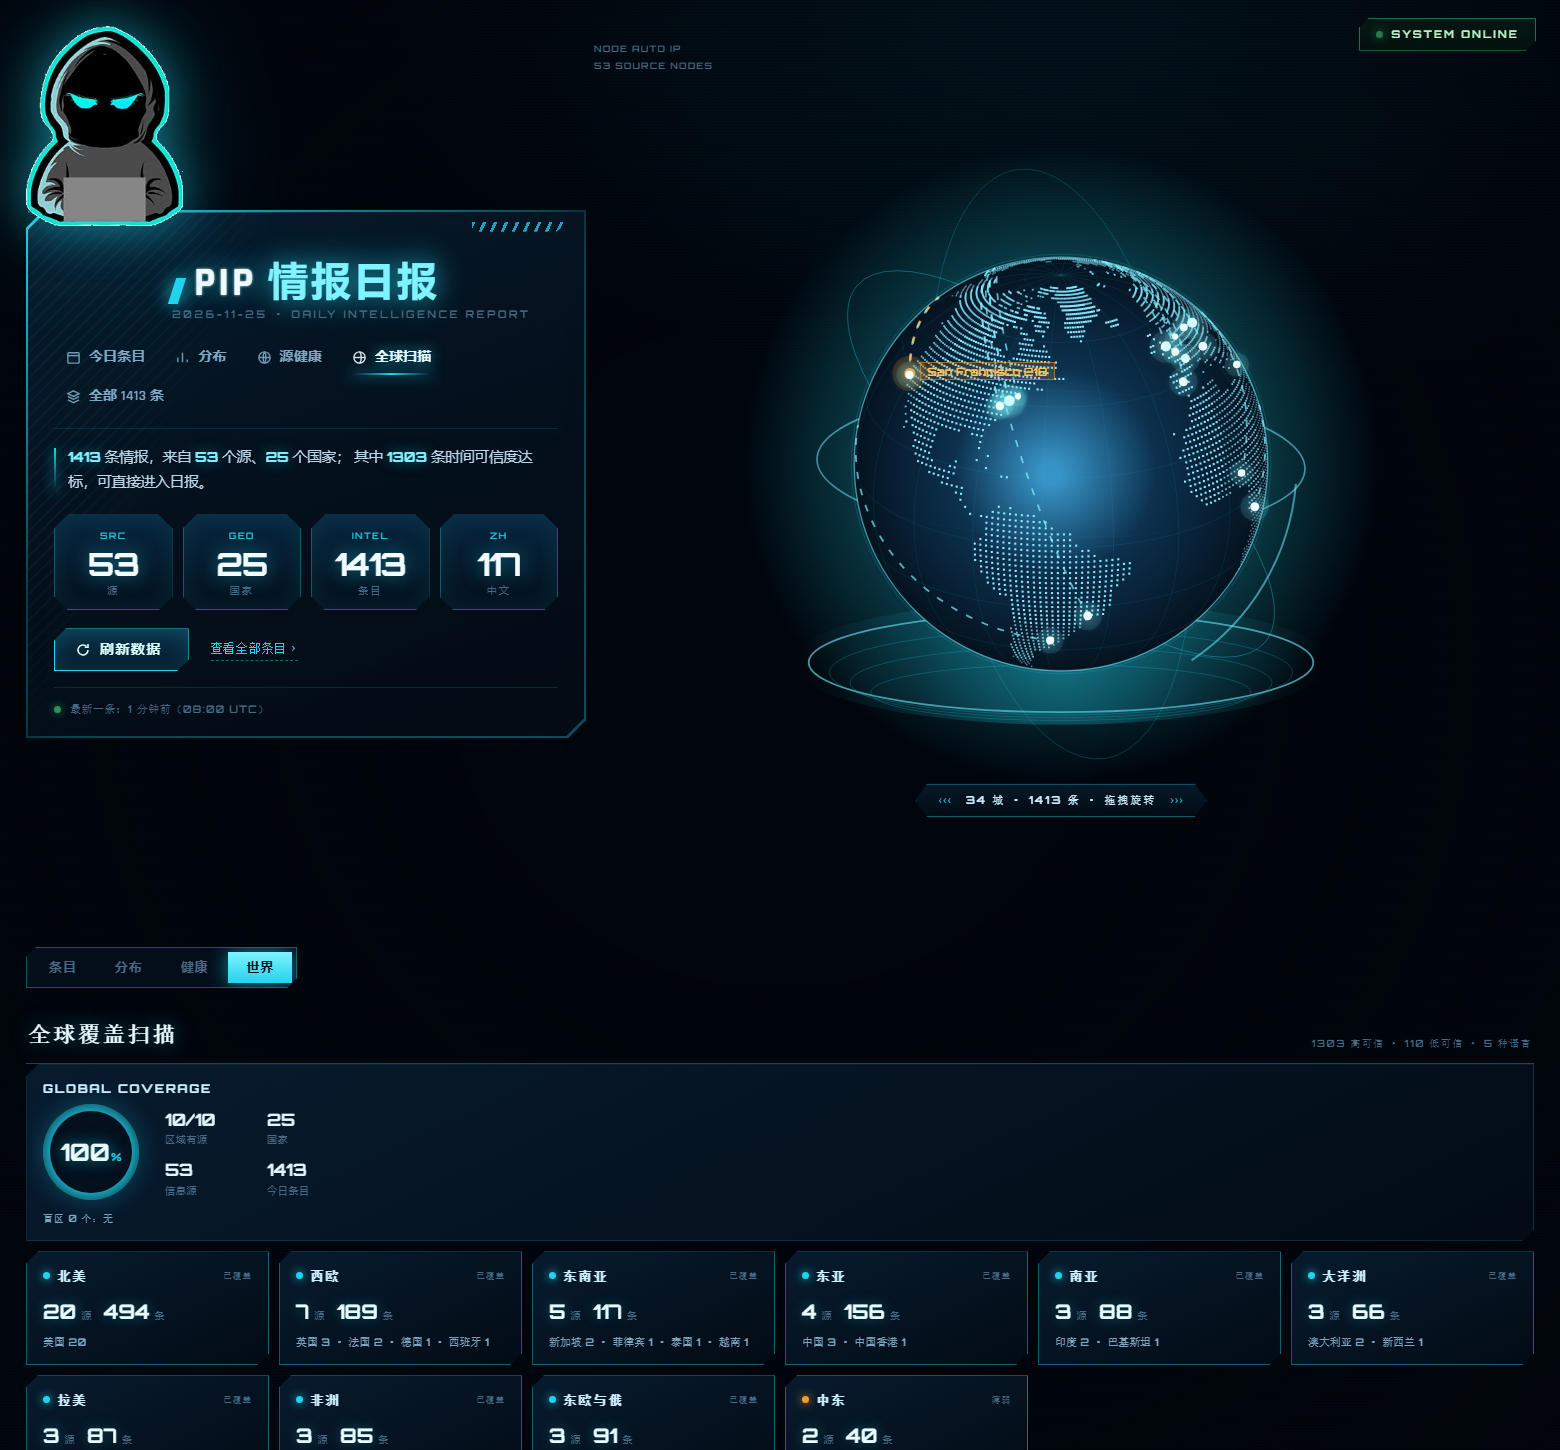 NODE AUTO IP
53 SOURCE NODES
SYSTEM ONLINE
PIP 情报日报
2026-11-25 · DAILY INTELLIGENCE REPORT
今日条目 分布 源健康 全球扫描
全部 1413 条
1413 条情报，来自 53 个源、25 个国家； 其中 1303 条时间可信度达
标，可直接进入日报。
SRC GEO INTEL ZH
53 25 1413 117
源 国家 条目 中文
刷新数据 查看全部条目 ›
最新一条：1 分钟前（08:00 UTC）
San Francisco 218
‹‹‹ 34 城 · 1413 条 · 拖拽旋转 ›››
条目 分布 健康 世界
全球覆盖扫描
1303 高可信 · 110 低可信 · 5 种语言
GLOBAL COVERAGE
100%
10/10 25
区域有源 国家
53 1413
信息源 今日条目
盲区 0 个：无
北美 已覆盖 西欧 已覆盖 东南亚 已覆盖 东亚 已覆盖 南亚 已覆盖 大洋洲 已覆盖
20 源 494 条 7 源 189 条 5 源 117 条 4 源 156 条 3 源 88 条 3 源 66 条
美国 20 英国 3 · 法国 2 · 德国 1 · 西班牙 1 新加坡 2 · 菲律宾 1 · 泰国 1 · 越南 1 中国 3 · 中国香港 1 印度 2 · 巴基斯坦 1 澳大利亚 2 · 新西兰 1
拉美 已覆盖 非洲 已覆盖 东欧与俄 已覆盖 中东 薄弱
3 源 87 条 3 源 85 条 3 源 91 条 2 源 40 条